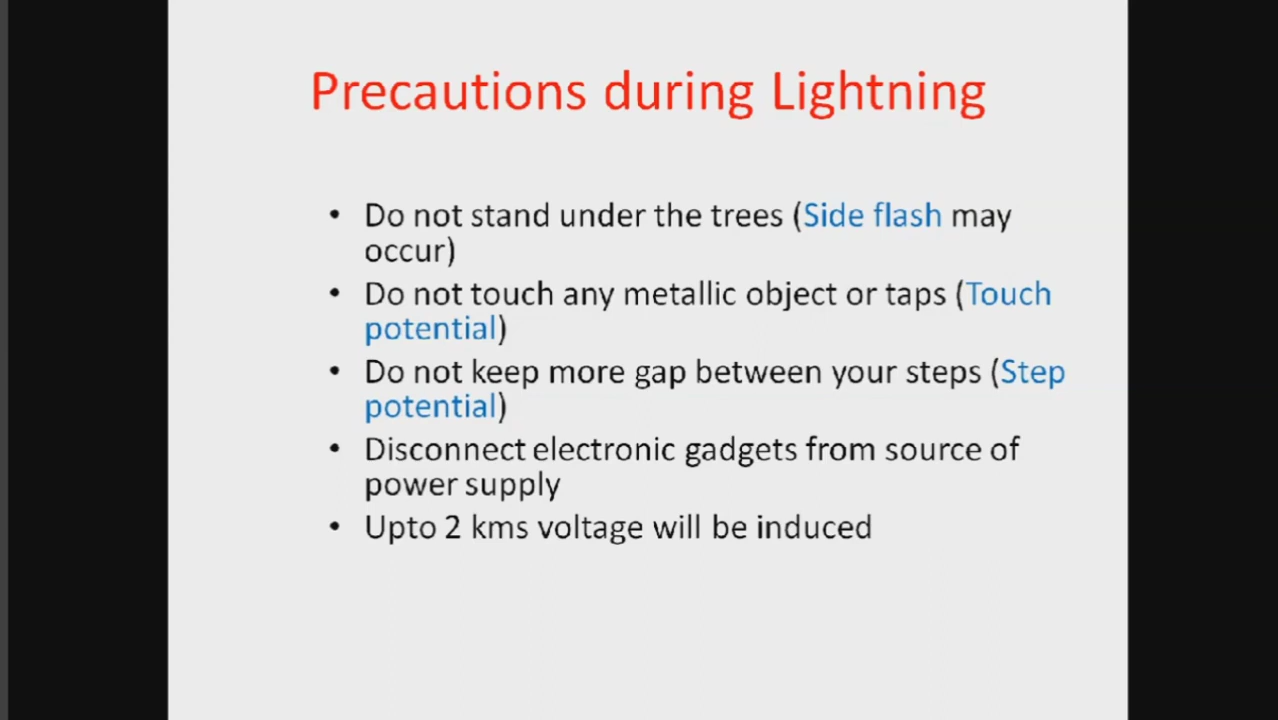 Precautions during Lightning
• Do not stand under the trees (Side flash may
occur)
• Do not touch any metallic object or taps (Touch
potential)
• Do not keep more gap between your steps (Step
potential)
• Disconnect electronic gadgets from source of
power supply
• Upto 2 kms voltage will be induced